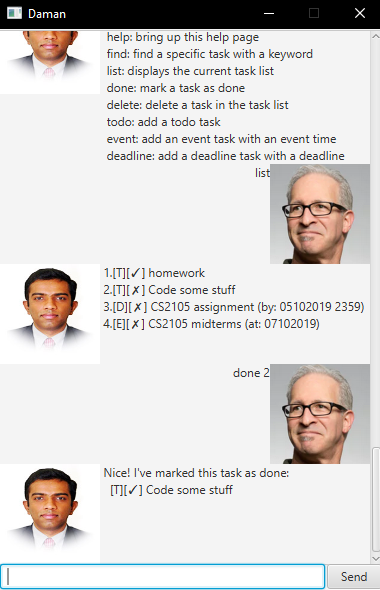 Daman
help: bring up this help page
find: find a specific task with a keyword
list: displays the current task list
done: mark a task as done
delete: delete a task in the task list
todo: add a todo task
event: add an event task with an event time
deadline: add a deadline task with a deadline
list
1.[T][✓] homework
2.[T][✗] Code some stuff
3.[D][✗] CS2105 assignment (by: 05102019 2359)
4.[E][✗] CS2105 midterms (at: 07102019)
done 2
Nice! I've marked this task as done:
[T][✓] Code some stuff
Send